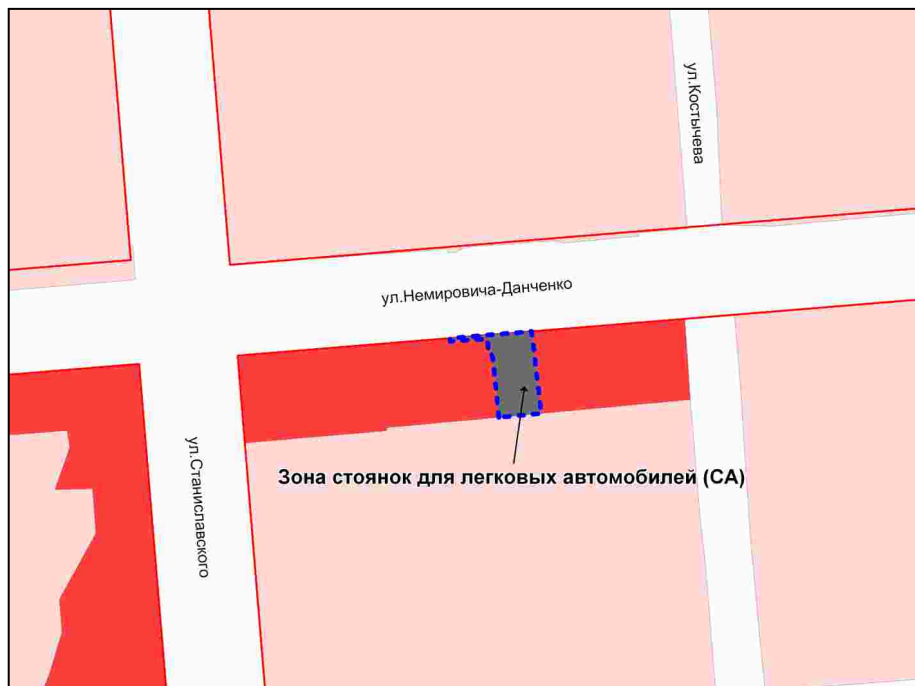 ул.Костычева
ул.Немировича-Данченко
ул.Станиславского
Зона стоянок для легковых автомобилей (СА)